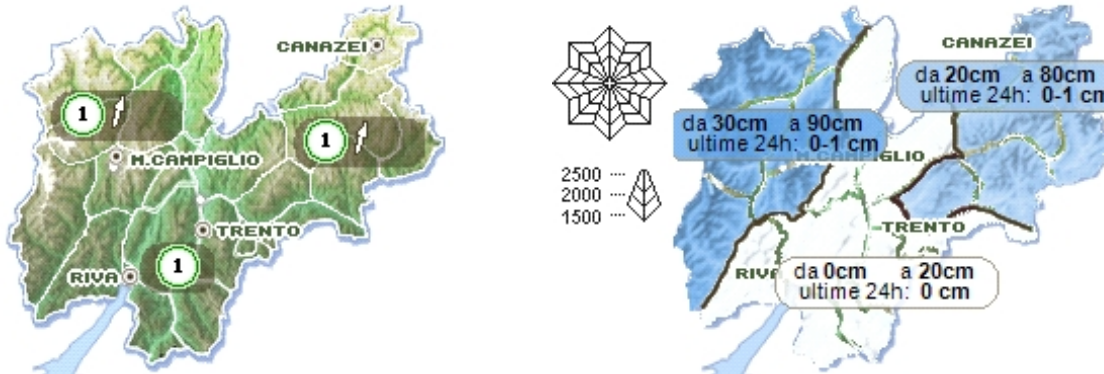 CANAZEI
1
1
M.CAMPIGLIO
TRENTO
1
RIVA
CANAZEI
da 20cm a 80cm
ultime 24h: 0-1 cm
da 30cm a 90cm
ultime 24h: 0-1 cm
M.CAMPIGLIO
2500
2000
1500
TRENTO
RIVA
da 0cm a 20cm
ultime 24h: 0 cm